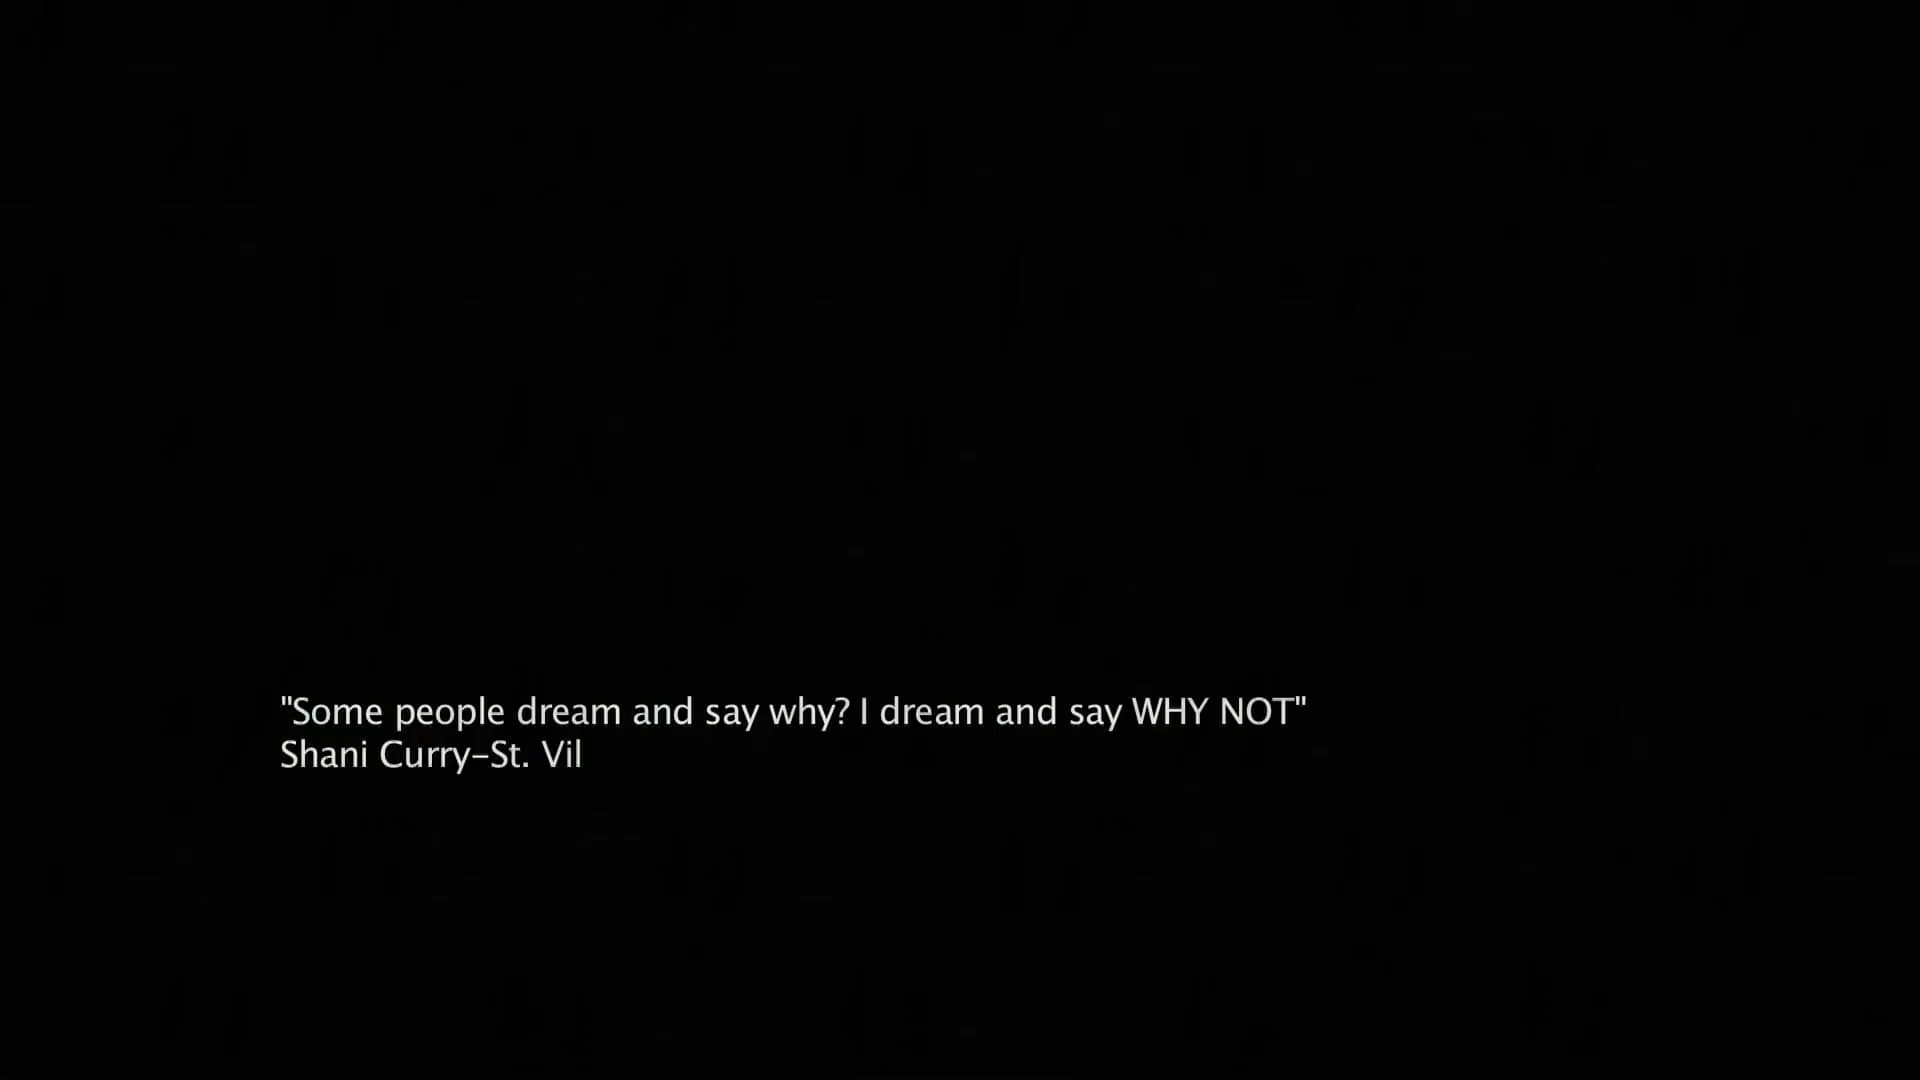 "Some people dream and say why? I dream and say WHY NOT"
Shani Curry–St. Vil